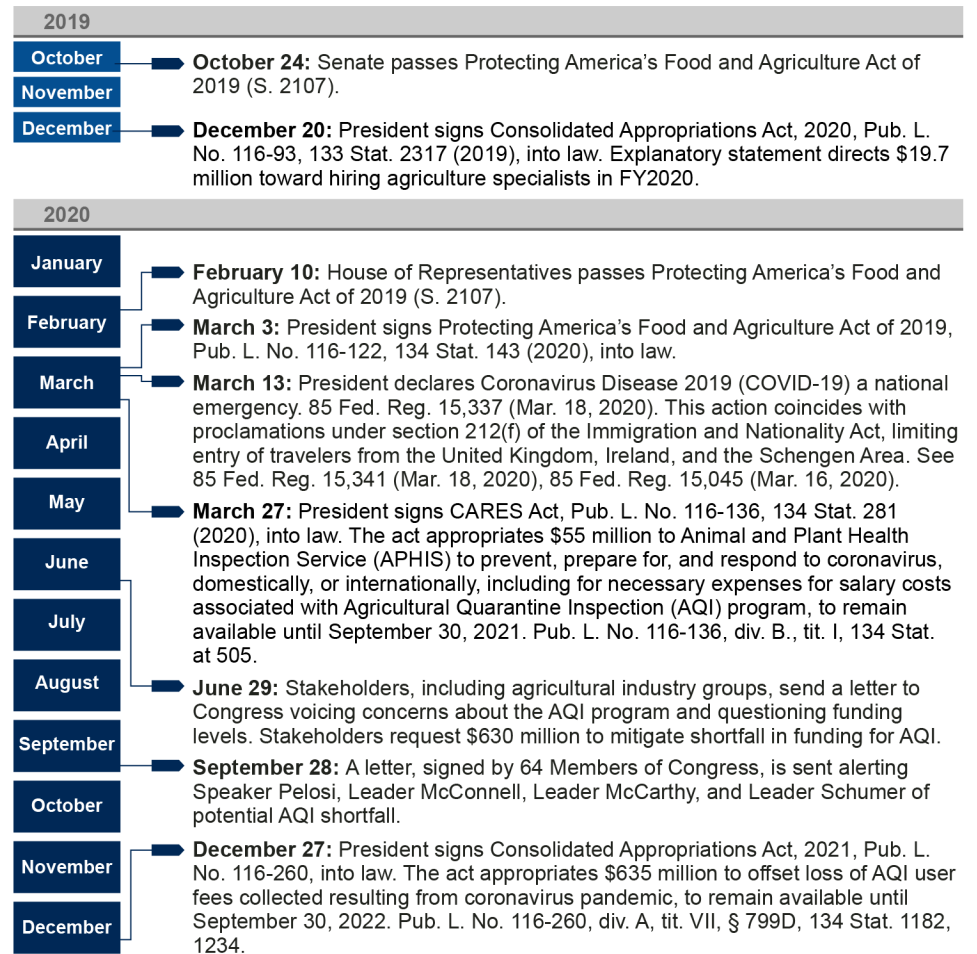 2019
October
October 24: Senate passes Protecting America's Food and Agriculture Act of
2019 (S. 2107).
November
December
December 20: President signs Consolidated Appropriations Act, 2020, Pub. L.
No. 116-93, 133 Stat. 2317 (2019), into law. Explanatory statement directs $19.7
million toward hiring agriculture specialists in FY2020.
2020
January
February
February 10: House of Representatives passes Protecting America's Food and
Agriculture Act of 2019 (S. 2107).
March
March 3: President signs Protecting America's Food and Agriculture Act of 2019,
Pub. L. No. 116-122, 134 Stat. 143 (2020), into law.
March 13: President declares Coronavirus Disease 2019 (COVID-19) a national
emergency. 85 Fed. Reg. 15,337 (Mar. 18, 2020). This action coincides with
proclamations under section 212(f) of the Immigration and Nationality Act, limiting
entry of travelers from the United Kingdom, Ireland, and the Schengen Area. See
85 Fed. Reg. 15,341 (Mar. 18, 2020), 85 Fed. Reg. 15,045 (Mar. 16, 2020).
March 27: President signs CARES Act, Pub. L. No. 116-136, 134 Stat. 281
(2020), into law. The act appropriates $55 million to Animal and Plant Health
Inspection Service (APHIS) to prevent, prepare for, and respond to coronavirus,
domestically, or internationally, including for necessary expenses for salary costs
associated with Agricultural Quarantine Inspection (AQI) program, to remain
available until September 30, 2021. Pub. L. No. 116-136, div. B., tit. I, 134 Stat.
at 505.
April
May
June
June 29: Stakeholders, including agricultural industry groups, send a letter to
Congress voicing concerns about the AQI program and questioning funding
levels. Stakeholders request $630 million to mitigate shortfall in funding for AQI.
July
August
September
September 28: A letter, signed by 64 Members of Congress, is sent alerting
Speaker Pelosi, Leader McConnell, Leader McCarthy, and Leader Schumer of
potential AQI shortfall.
October
November
December
December 27: President signs Consolidated Appropriations Act, 2021, Pub. L.
No. 116-260, into law. The act appropriates $635 million to offset loss of AQI user
fees collected resulting from coronavirus pandemic, to remain available until
September 30, 2022. Pub. L. No. 116-260, div. A, tit. VII, § 799D, 134 Stat. 1182,
1234.